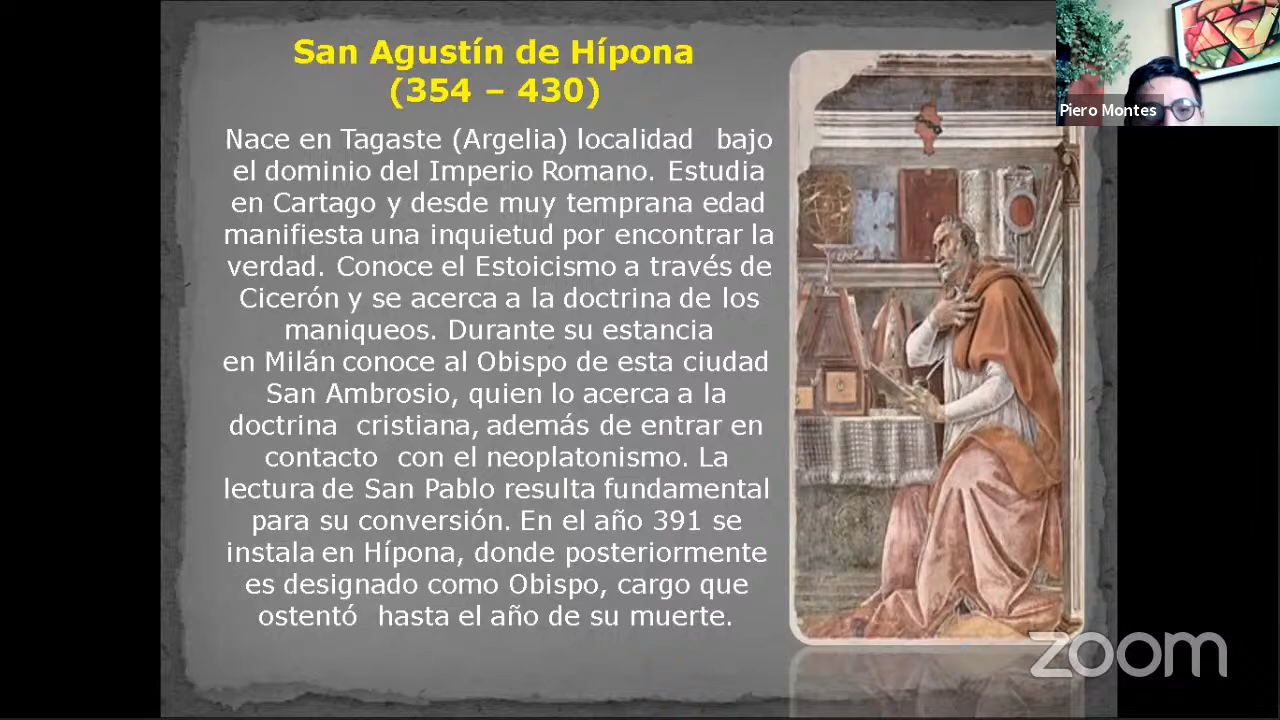 San Agustín de Hípona
(354 – 430)
Nace en Tagaste (Argelia) localidad bajo
el dominio del Imperio Romano. Estudia
en Cartago y desde muy temprana edad
manifiesta una inquietud por encontrar la
verdad. Conoce el Estoicismo a través de
Cicerón y se acerca a la doctrina de los
maniqueos. Durante su estancia
en Milán conoce al Obispo de esta ciudad
San Ambrosio, quien lo acerca a la
doctrina cristiana, además de entrar en
contacto con el neoplatonismo. La
lectura de San Pablo resulta fundamental
para su conversión. En el año 391 se
instala en Hípona, donde posteriormente
es designado como Obispo, cargo que
ostentó hasta el año de su muerte.
Piero Montes
zoom